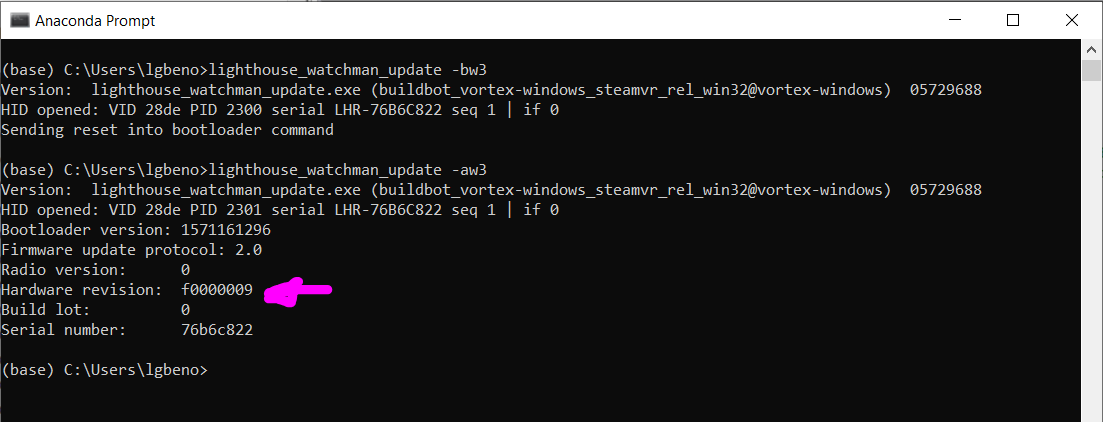 Anaconda Prompt
(base) C:\Users\lgbeno>lighthouse_watchman_update -bw3
Version:  lighthouse_watchman_update.exe (buildbot_vortex-windows_steamvr_rel_win32@vortex-windows)  05729688
HID opened: VID 28de PID 2300 serial LHR-76B6C822 seq 1 | if 0
Sending reset into bootloader command
(base) C:\Users\lgbeno>lighthouse_watchman_update -aw3
Version:  lighthouse_watchman_update.exe (buildbot_vortex-windows_steamvr_rel_win32@vortex-windows)  05729688
HID opened: VID 28de PID 2301 serial LHR-76B6C822 seq 1 | if 0
Bootloader version: 1571161296
Firmware update protocol: 2.0
Radio version:      0
Hardware revision:  f0000009
Build lot:          0
Serial number:      76b6c822
(base) C:\Users\lgbeno>